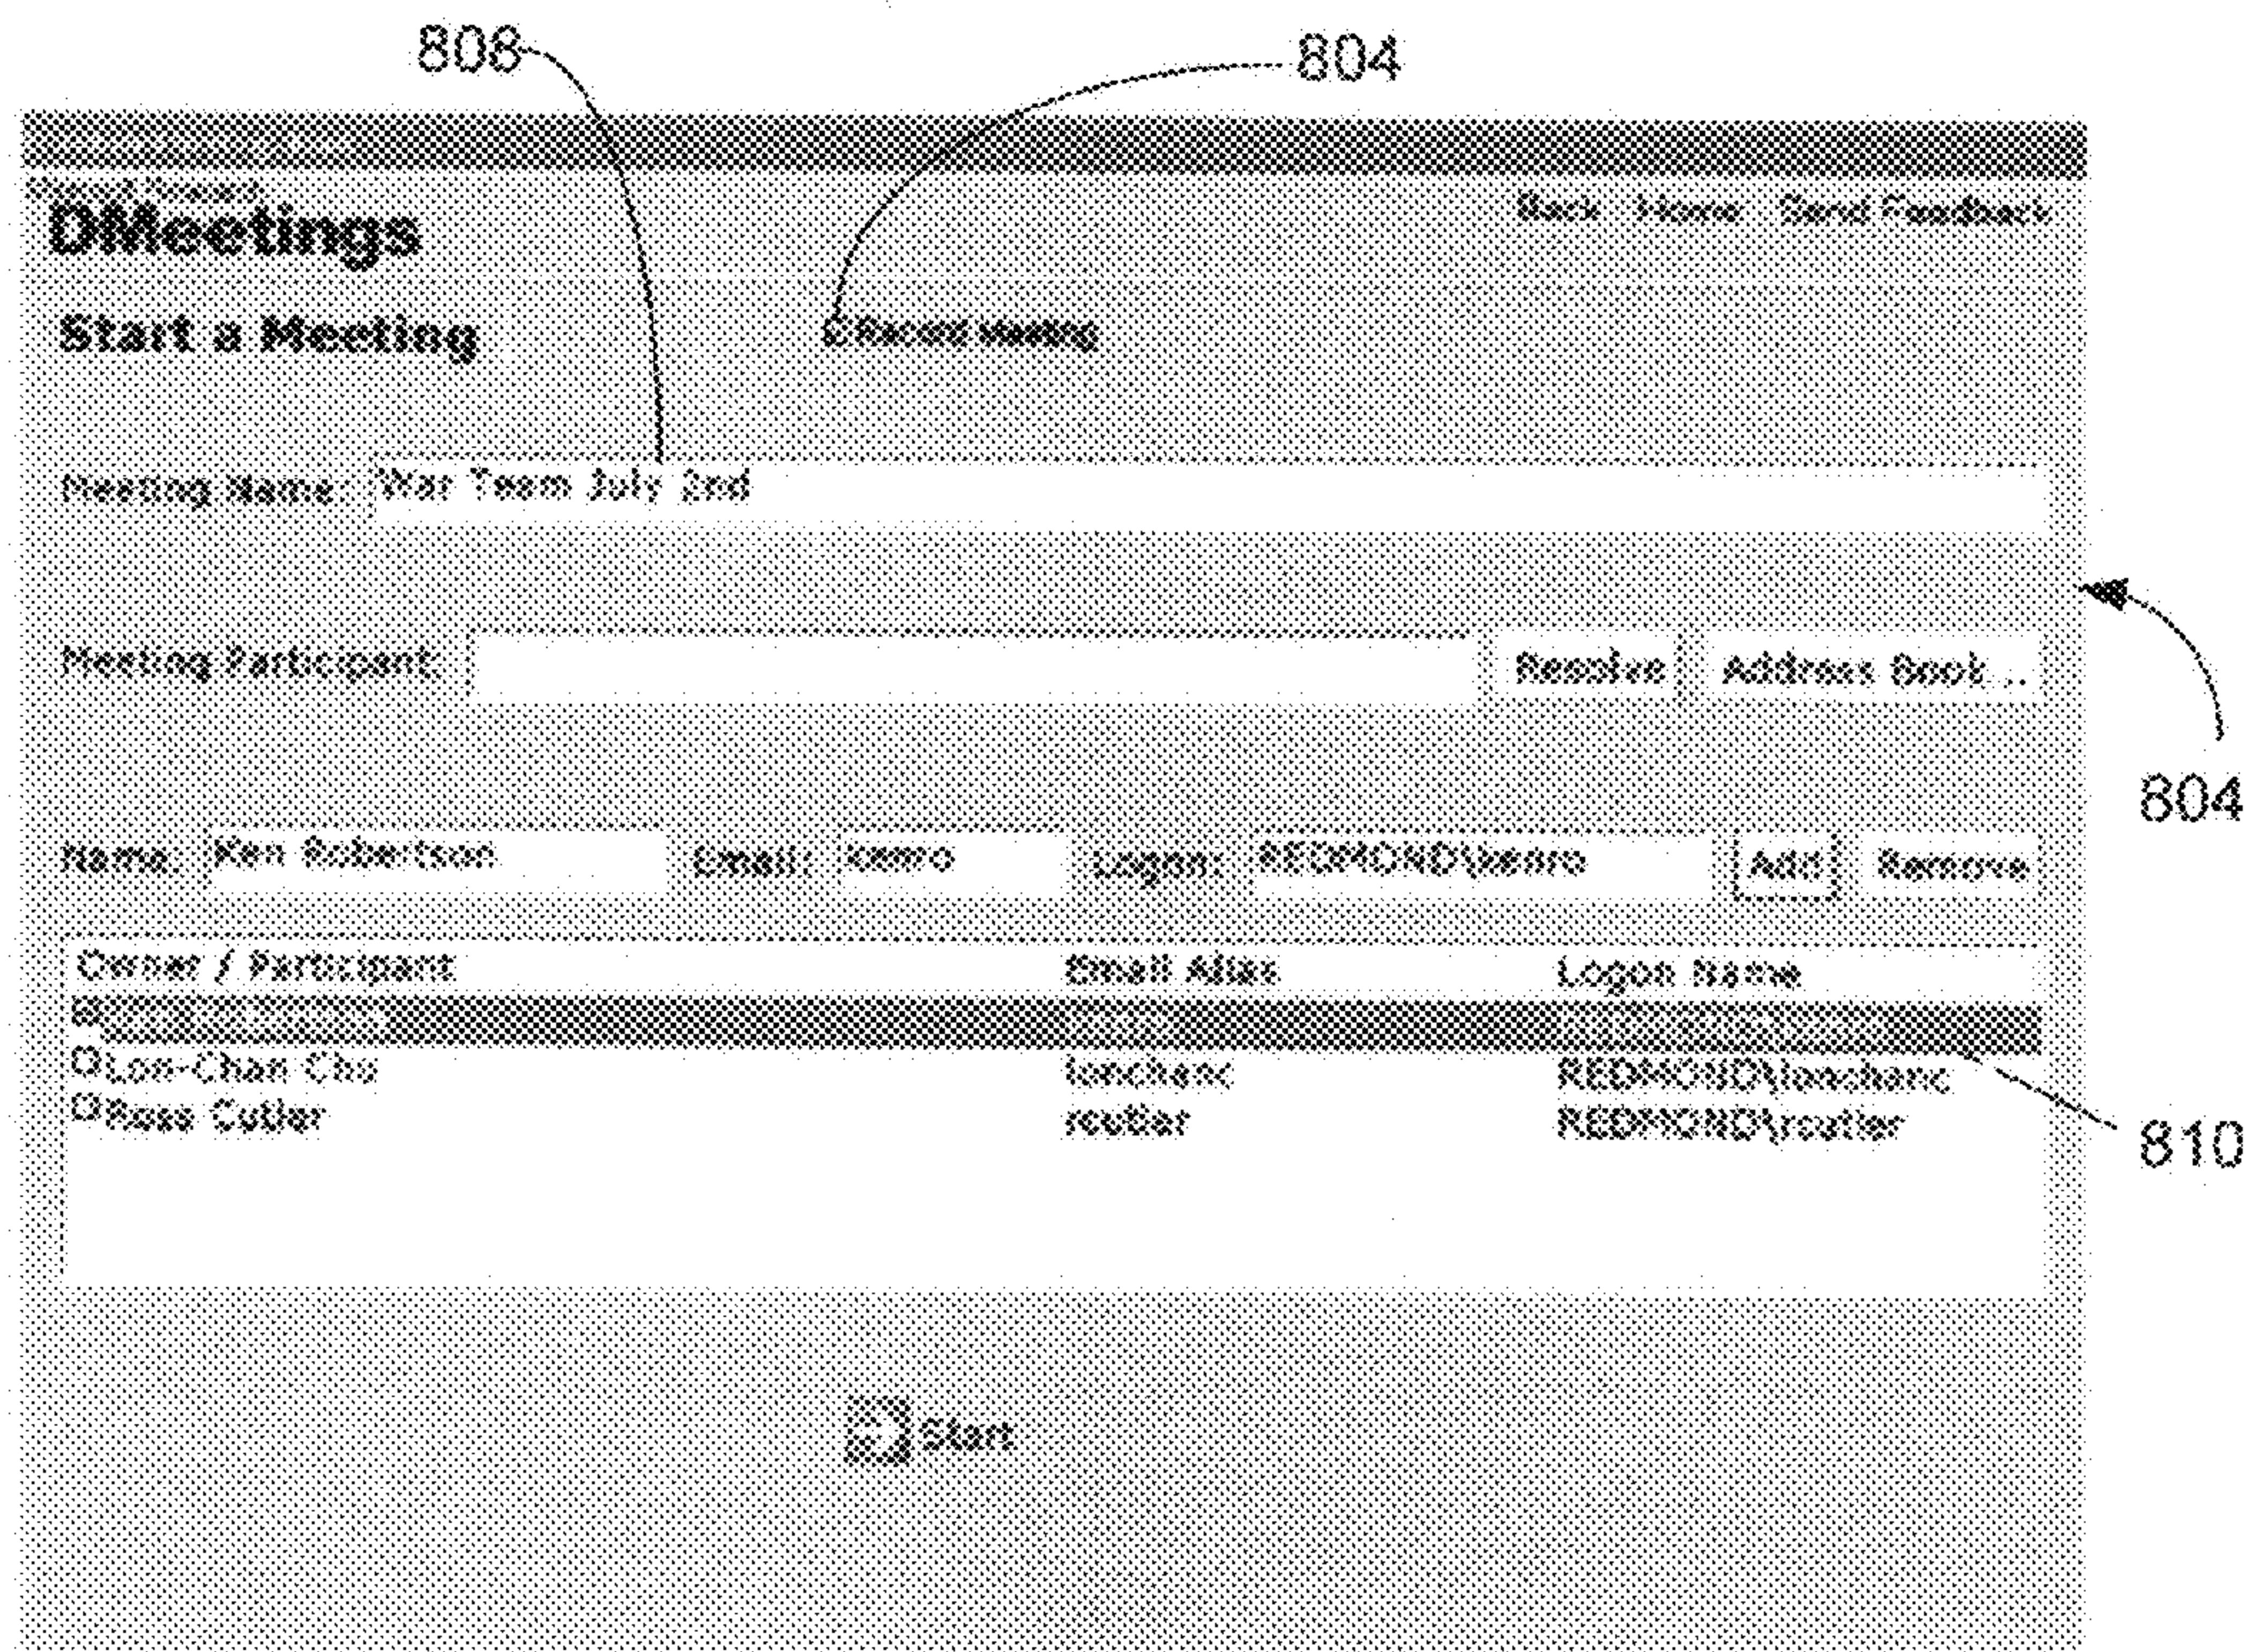 808 804
DMeetings
Back Home Send Feedback
Start a Meeting
Record Meeting
Meeting Name: War Team July 2nd
Meeting Participant: Resolve Address Book ..
804
Name: Ken Robertson Email: kenro Logon: REDMOND\kenro Add Remove
Owner / Participant Email Alias Logon Name
Lon-Chan Chu lonchanc REDMOND\lonchanc
Ross Cutler rcutler REDMOND\rcutler
810
Start